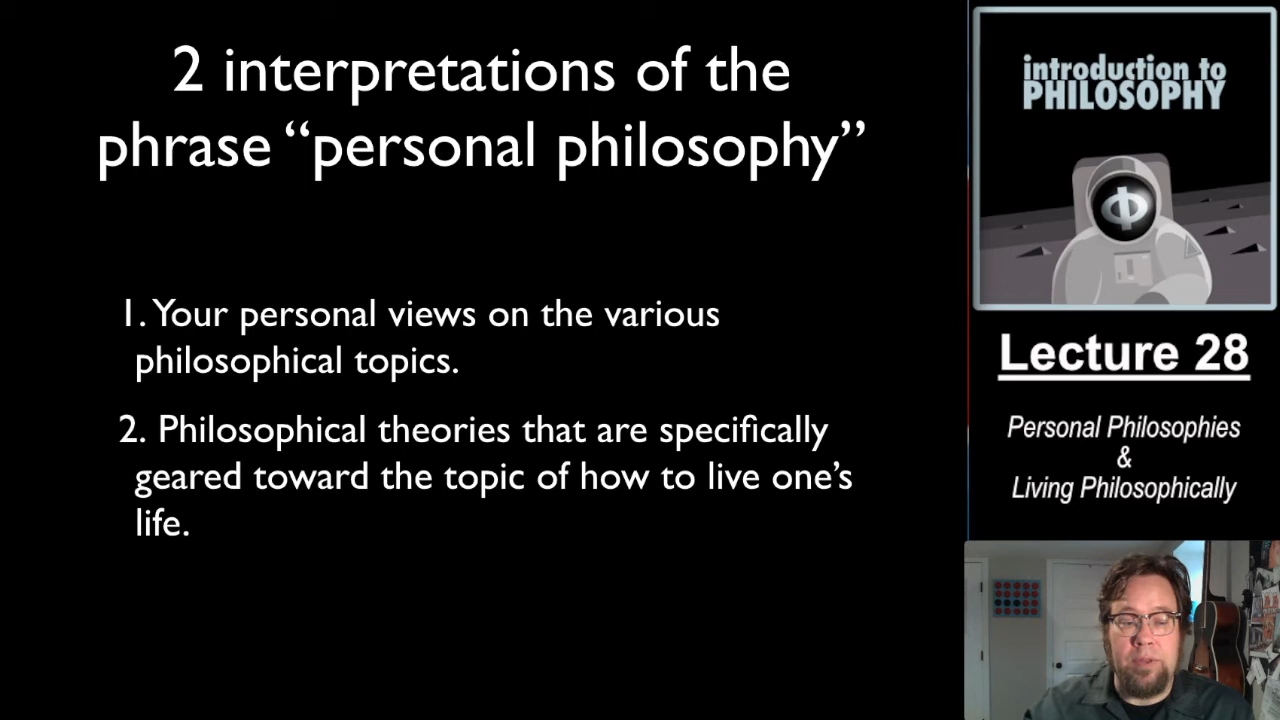 2 interpretations of the
phrase “personal philosophy”
1. Your personal views on the various
philosophical topics.
2. Philosophical theories that are specifically
geared toward the topic of how to live one’s
life.
introduction to
PHILOSOPHY
Φ
Lecture 28
Personal Philosophies
&
Living Philosophically